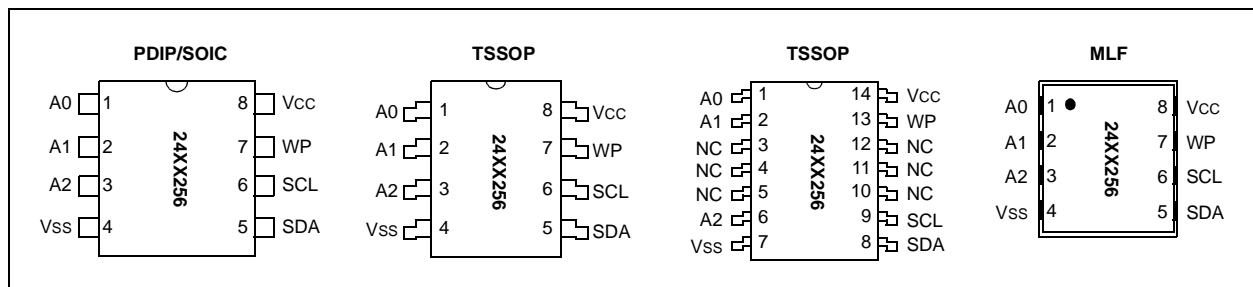 PDIP/SOIC
A0 1 8 VCC
A1 2 7 WP
A2 3 6 SCL
VSS 4 5 SDA
24XX256
TSSOP
A0 1 8 VCC
A1 2 7 WP
A2 3 6 SCL
VSS 4 5 SDA
24XX256
TSSOP
A0 1 14 VCC
A1 2 13 WP
NC 3 12 NC
NC 4 11 NC
NC 5 10 NC
A2 6 9 SCL
VSS 7 8 SDA
24XX256
MLF
A0 1 8 VCC
A1 2 7 WP
A2 3 6 SCL
VSS 4 5 SDA
24XX256